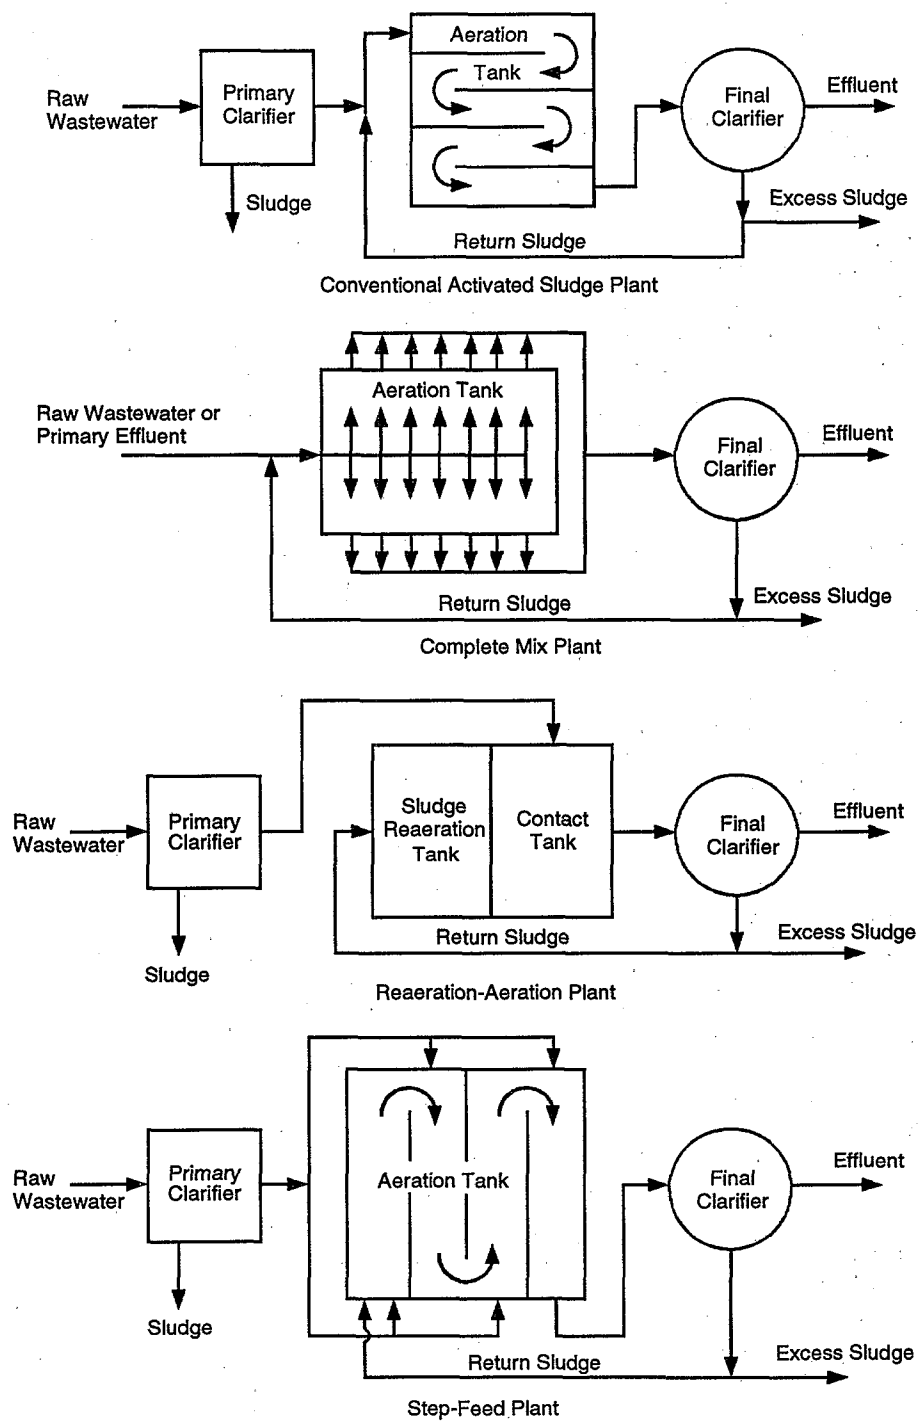 Aeration
Tank
Raw
Wastewater
Primary
Clarifier
Final
Clarifier
Effluent
Sludge
Excess Sludge
Return Sludge
Conventional Activated Sludge Plant
Aeration Tank
Raw Wastewater or
Primary Effluent
Final
Clarifier
Effluent
Return Sludge
Excess Sludge
Complete Mix Plant
Raw
Wastewater
Primary
Clarifier
Sludge
Reaeration
Tank
Contact
Tank
Final
Clarifier
Effluent
Return Sludge
Excess Sludge
Sludge
Reaeration-Aeration Plant
Raw
Wastewater
Primary
Clarifier
Aeration Tank
Final
Clarifier
Effluent
Sludge
Return Sludge
Excess Sludge
Step-Feed Plant